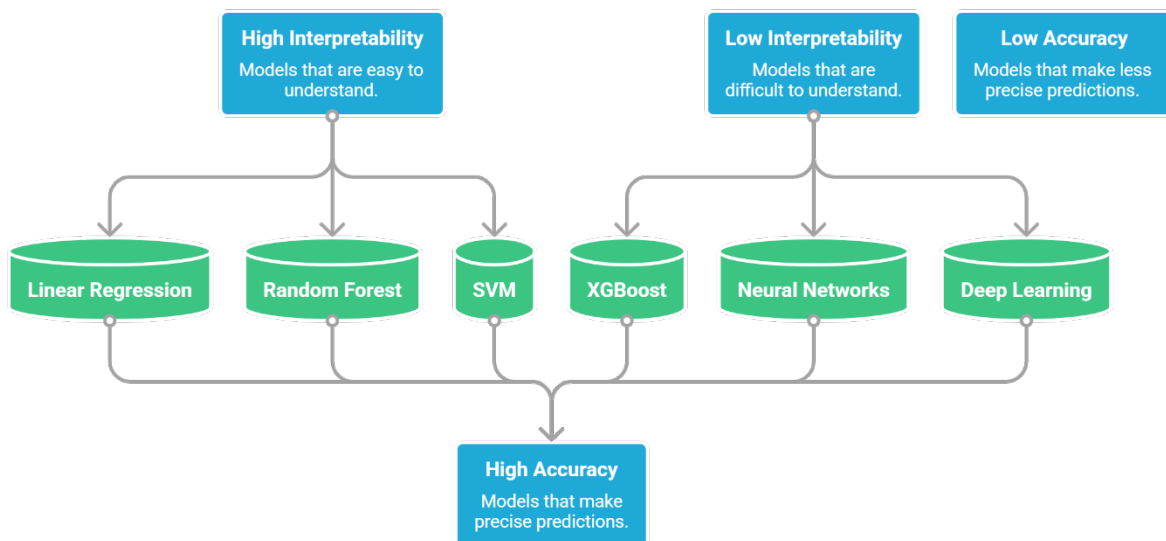 High Interpretability
Models that are easy to
understand.
Low Interpretability
Models that are
difficult to understand.
Low Accuracy
Models that make less
precise predictions.
Linear Regression
Random Forest
SVM
XGBoost
Neural Networks
Deep Learning
High Accuracy
Models that make
precise predictions.